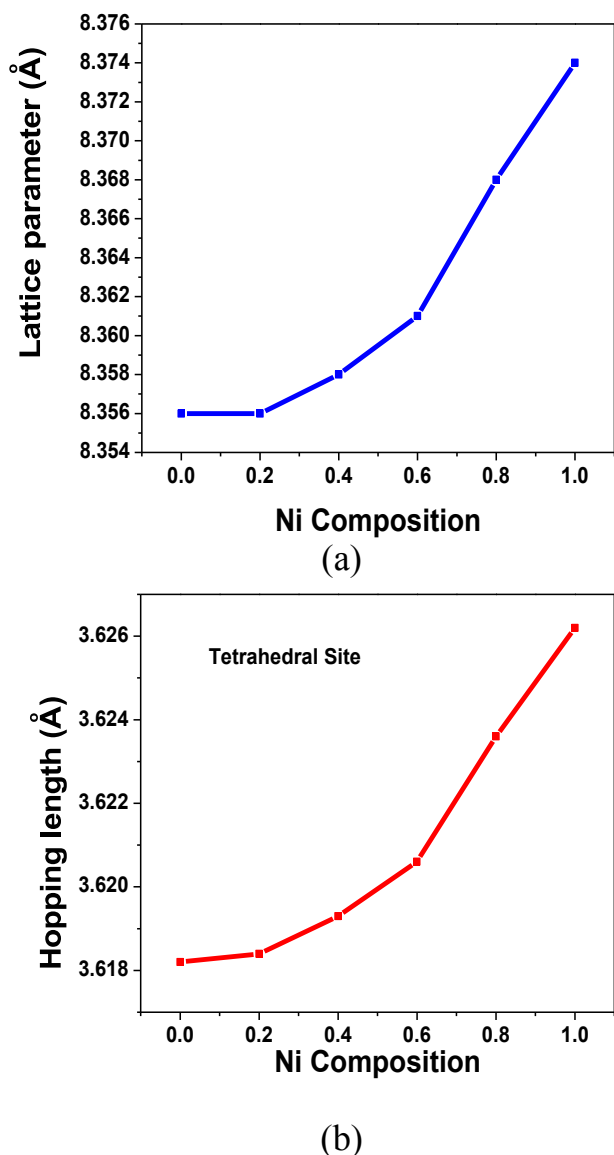 Lattice parameter (Å)
8.376
8.374
8.372
8.370
8.368
8.366
8.364
8.362
8.360
8.358
8.356
8.354
0.0 0.2 0.4 0.6 0.8 1.0
Ni Composition
(a)
Hopping length (Å)
3.626
3.624
3.622
3.620
3.618
Tetrahedral Site
0.0 0.2 0.4 0.6 0.8 1.0
Ni Composition
(b)